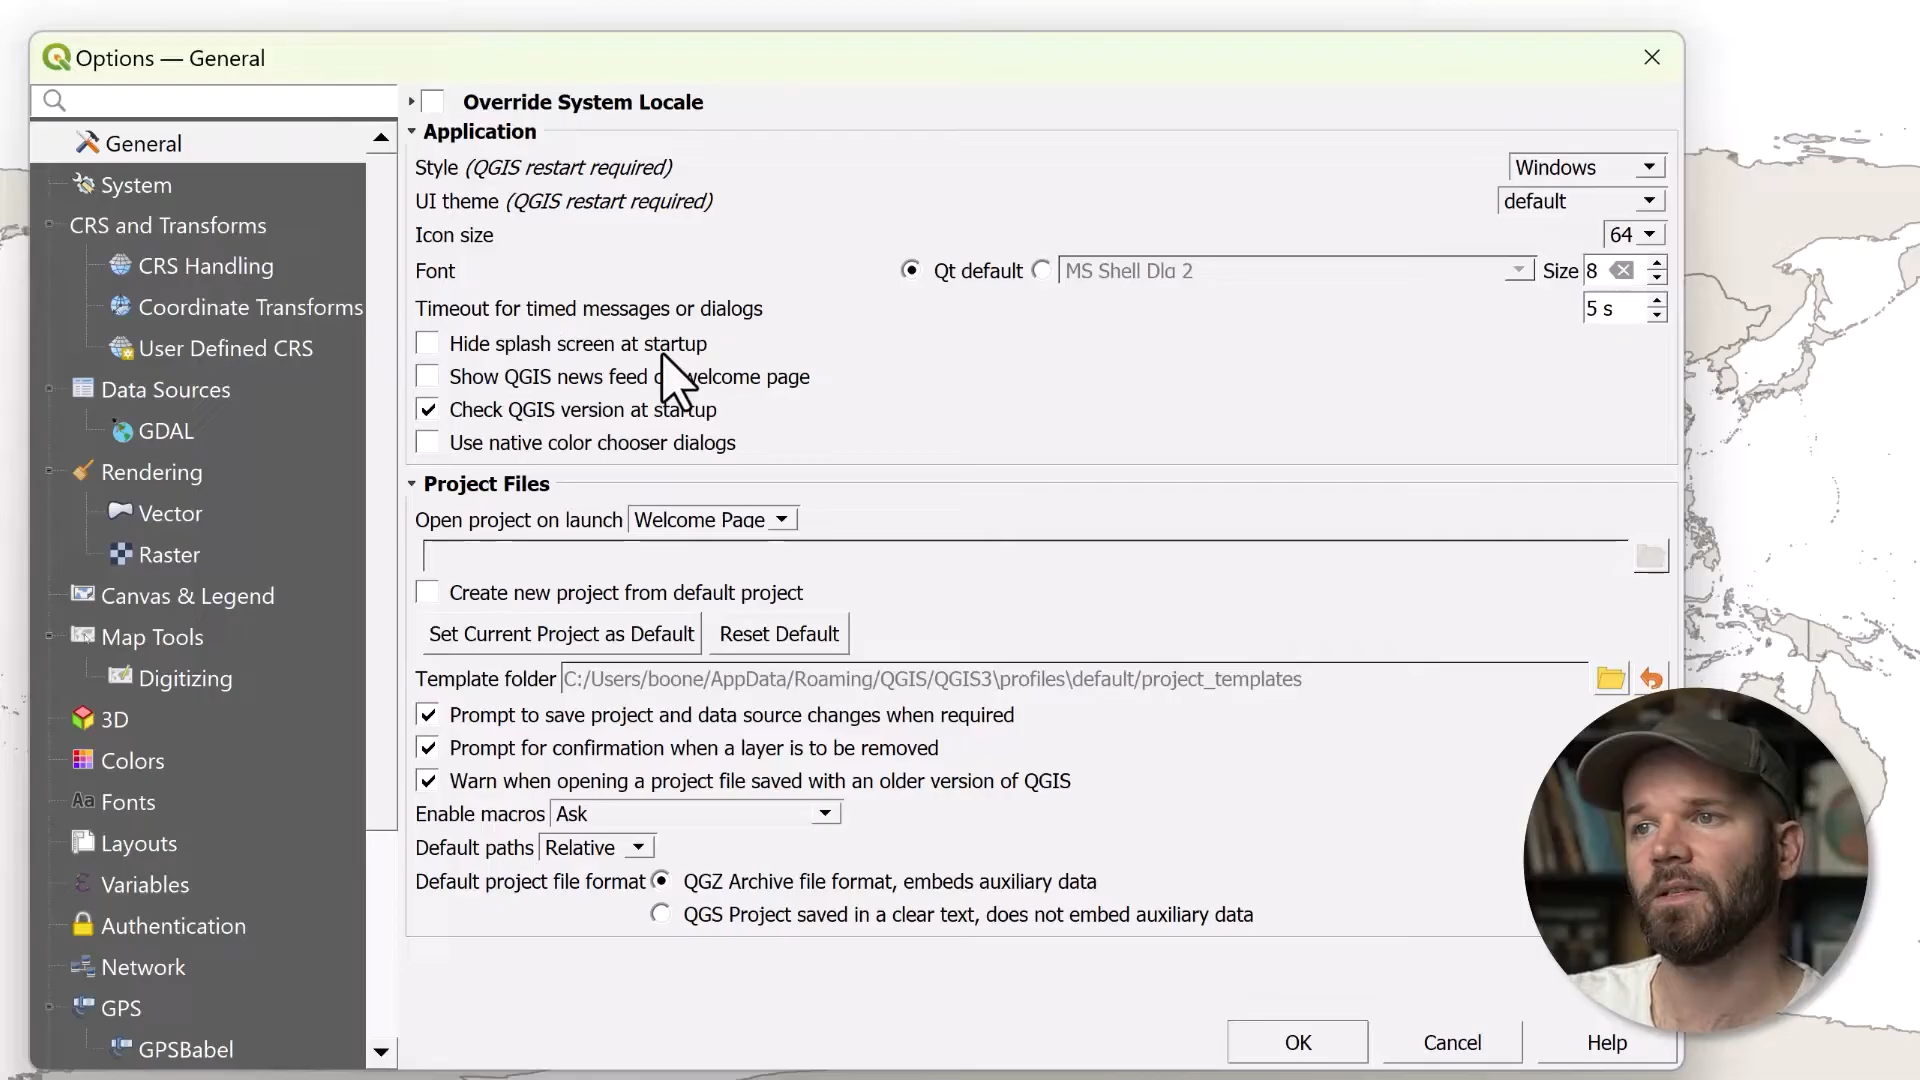 Options — General
General
System
CRS and Transforms
CRS Handling
Coordinate Transforms
User Defined CRS
Data Sources
GDAL
Rendering
Vector
Raster
Canvas & Legend
Map Tools
Digitizing
3D
Colors
Aa Fonts
Layouts
Variables
Authentication
Network
GPS
GPSBabel
Override System Locale
Application
Style (QGIS restart required) Windows
UI theme (QGIS restart required) default
Icon size 64
Font Qt default MS Shell Dlg 2 Size 8
Timeout for timed messages or dialogs 5 s
Hide splash screen at startup
Show QGIS news feed welcome page
Check QGIS version at startup
Use native color chooser dialogs
Project Files
Open project on launch Welcome Page
Create new project from default project
Set Current Project as Default Reset Default
Template folder C:/Users/boone/AppData/Roaming/QGIS/QGIS3\profiles\default/project_templates
Prompt to save project and data source changes when required
Prompt for confirmation when a layer is to be removed
Warn when opening a project file saved with an older version of QGIS
Enable macros Ask
Default paths Relative
Default project file format QGZ Archive file format, embeds auxiliary data
QGS Project saved in a clear text, does not embed auxiliary data
OK Cancel Help